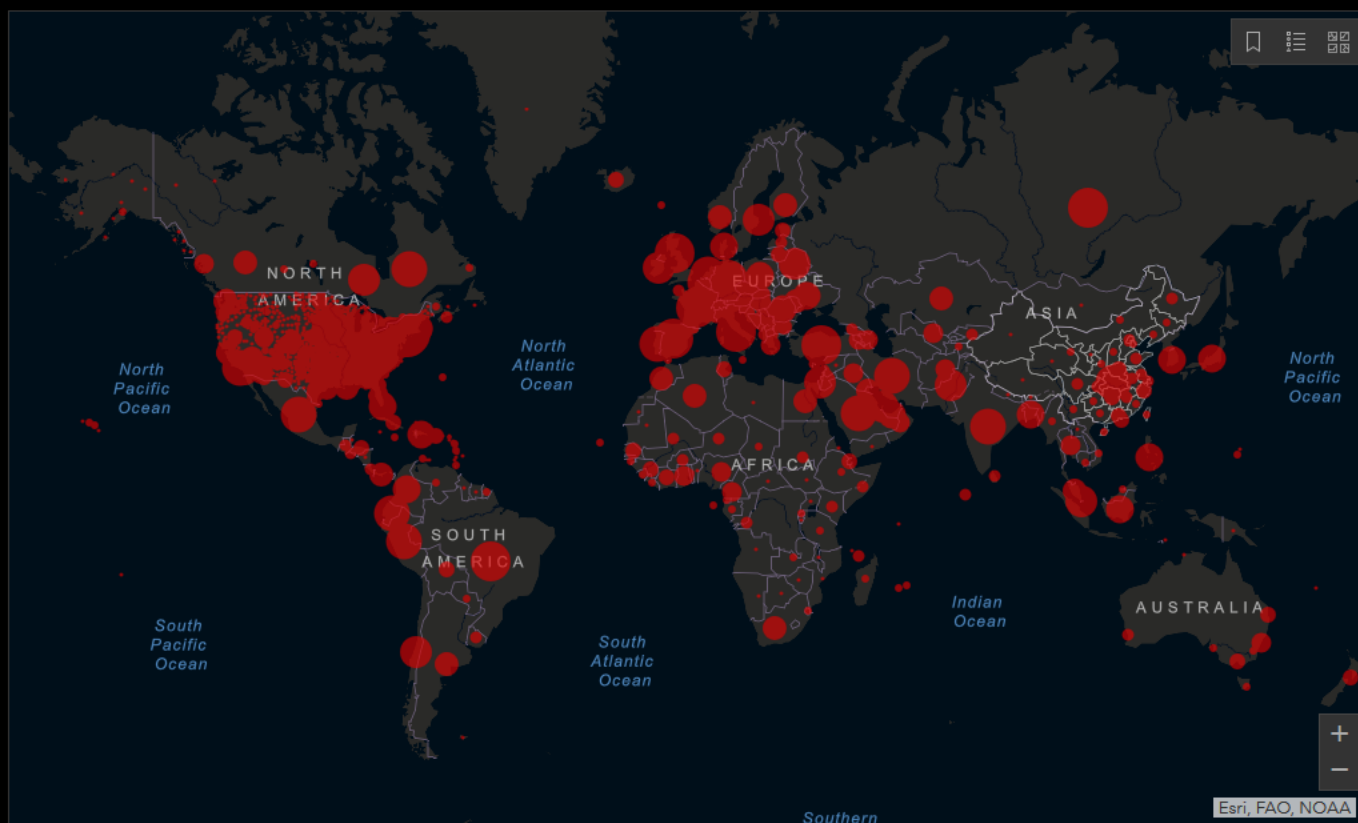 NORTH
AMERICA
EUROPE
ASIA
North
Atlantic
Ocean
North
Pacific
Ocean
North
Pacific
Ocean
AFRICA
SOUTH
AMERICA
Indian
Ocean
AUSTRALIA
South
Pacific
Ocean
South
Atlantic
Ocean
+
−
Esri, FAO, NOAA
Southern